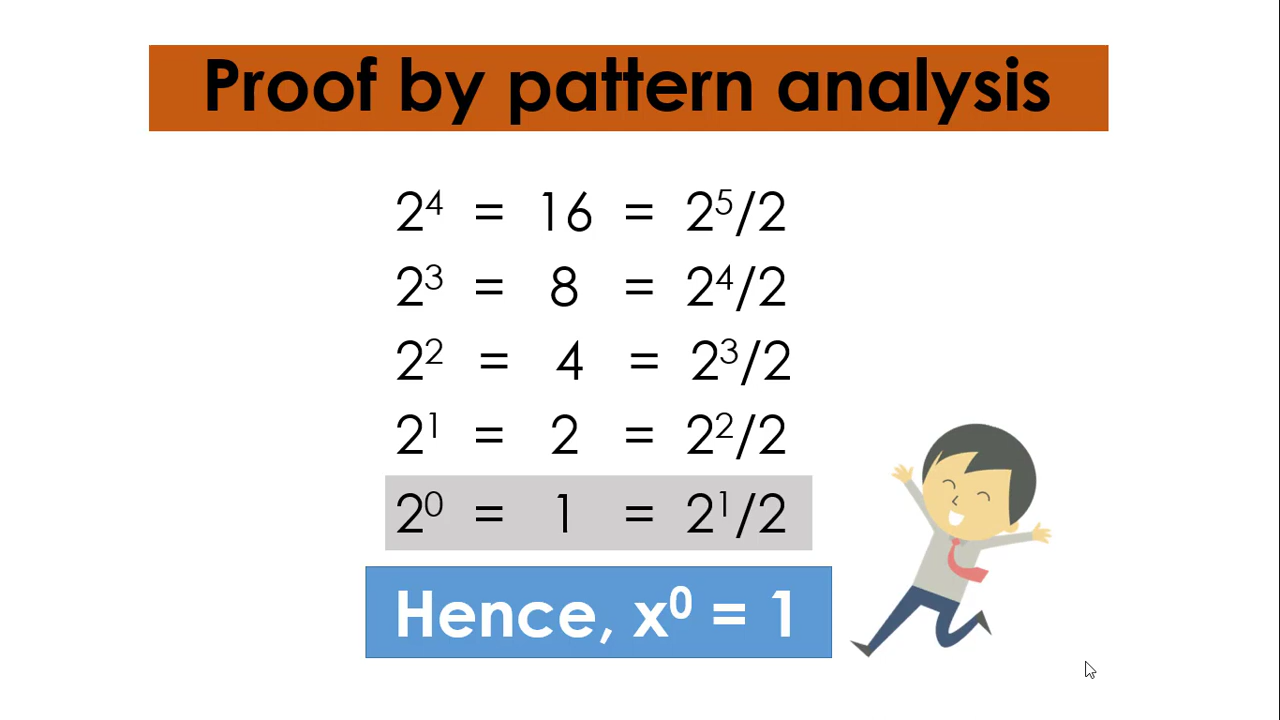 Proof by pattern analysis
2⁴ = 16 = 2⁵/2
2³ = 8 = 2⁴/2
2² = 4 = 2³/2
2¹ = 2 = 2²/2
2⁰ = 1 = 2¹/2
Hence, x⁰ = 1